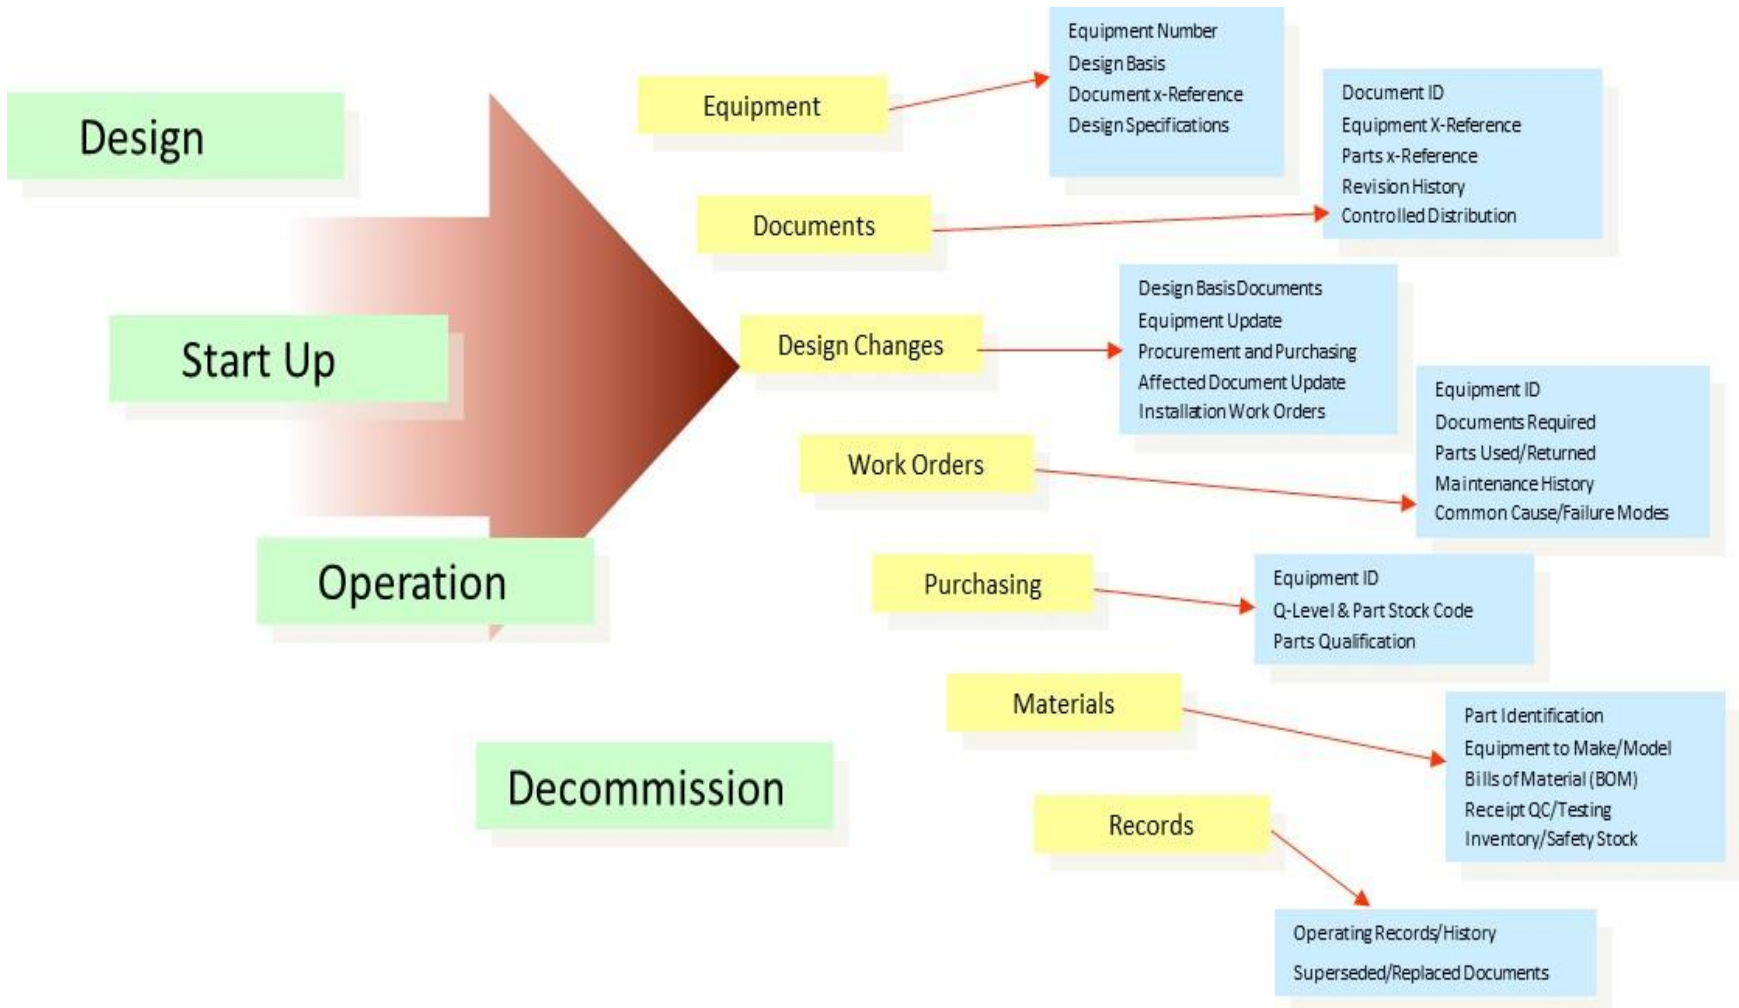 Design
Start Up
Operation
Decommission
Equipment
Equipment Number
Design Basis
Document x-Reference
Design Specifications
Documents
Document ID
Equipment X-Reference
Parts x-Reference
Revision History
Controlled Distribution
Design Changes
Design Basis Documents
Equipment Update
Procurement and Purchasing
Affected Document Update
Installation Work Orders
Work Orders
Equipment ID
Documents Required
Parts Used/Returned
Maintenance History
Common Cause/Failure Modes
Purchasing
Equipment ID
Q-Level & Part Stock Code
Parts Qualification
Materials
Part Identification
Equipment to Make/Model
Bills of Material (BOM)
Receipt QC/Testing
Inventory/Safety Stock
Records
Operating Records/History
Superseded/Replaced Documents